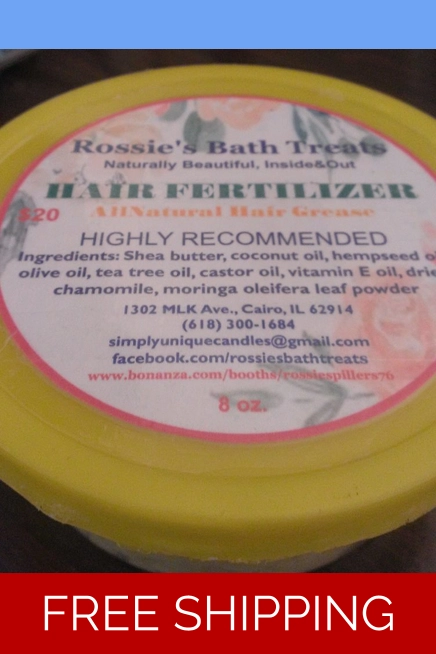 Rossie's Bath Treats
Naturally Beautiful, Inside&Out
HAIR FERTILIZER
$20 AllNatural Hair Grease
HIGHLY RECOMMENDED
Ingredients: Shea butter, coconut oil, hempseed
olive oil, tea tree oil, castor oil, vitamin E oil,
chamomile, moringa oleifera leaf powder
1302 MLK Ave., Cairo, IL 62914
(618) 300-1684
simplyuniquecandles@gmail.com
facebook.com/rossiesbathtreats
www.bonanza.com/booths/rossiespillers76
8 oz.
FREE SHIPPING